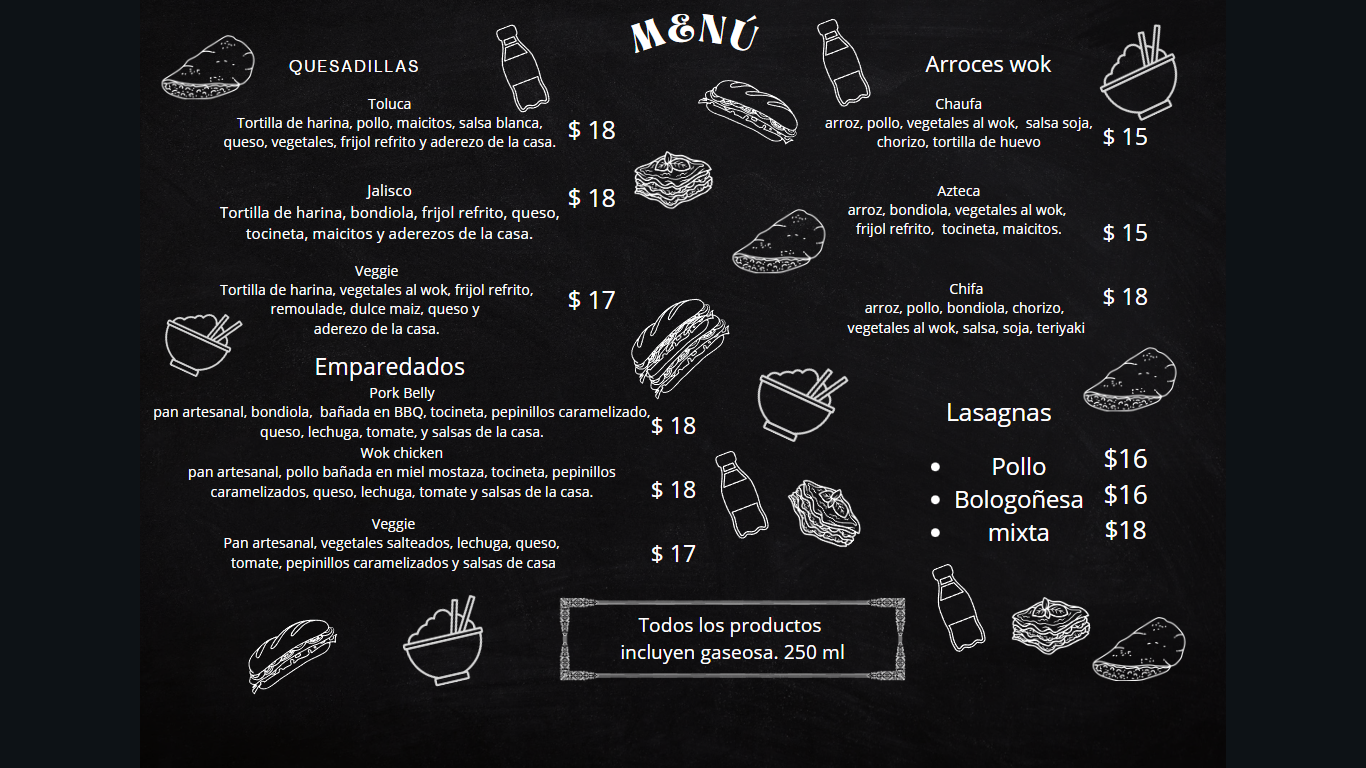 MENÚ
QUESADILLAS
Toluca
Tortilla de harina, pollo, maicitos, salsa blanca,
queso, vegetales, frijol refrito y aderezo de la casa.
$ 18
Jalisco
Tortilla de harina, bondiola, frijol refrito, queso,
tocineta, maicitos y aderezos de la casa.
$ 18
Veggie
Tortilla de harina, vegetales al wok, frijol refrito,
remoulade, dulce maiz, queso y
aderezo de la casa.
$ 17
Emparedados
Pork Belly
pan artesanal, bondiola, bañada en BBQ, tocineta, pepinillos caramelizado,
queso, lechuga, tomate, y salsas de la casa.
$ 18
Wok chicken
pan artesanal, pollo bañada en miel mostaza, tocineta, pepinillos
caramelizados, queso, lechuga, tomate y salsas de la casa.
$ 18
Veggie
Pan artesanal, vegetales salteados, lechuga, queso,
tomate, pepinillos caramelizados y salsas de casa
$ 17
Arroces wok
Chaufa
arroz, pollo, vegetales al wok, salsa soja,
chorizo, tortilla de huevo
$ 15
Azteca
arroz, bondiola, vegetales al wok,
frijol refrito, tocineta, maicitos.
$ 15
Chifa
arroz, pollo, bondiola, chorizo,
vegetales al wok, salsa, soja, teriyaki
$ 18
Lasagnas
• Pollo $16
• Bologoñesa $16
• mixta $18
Todos los productos
incluyen gaseosa. 250 ml